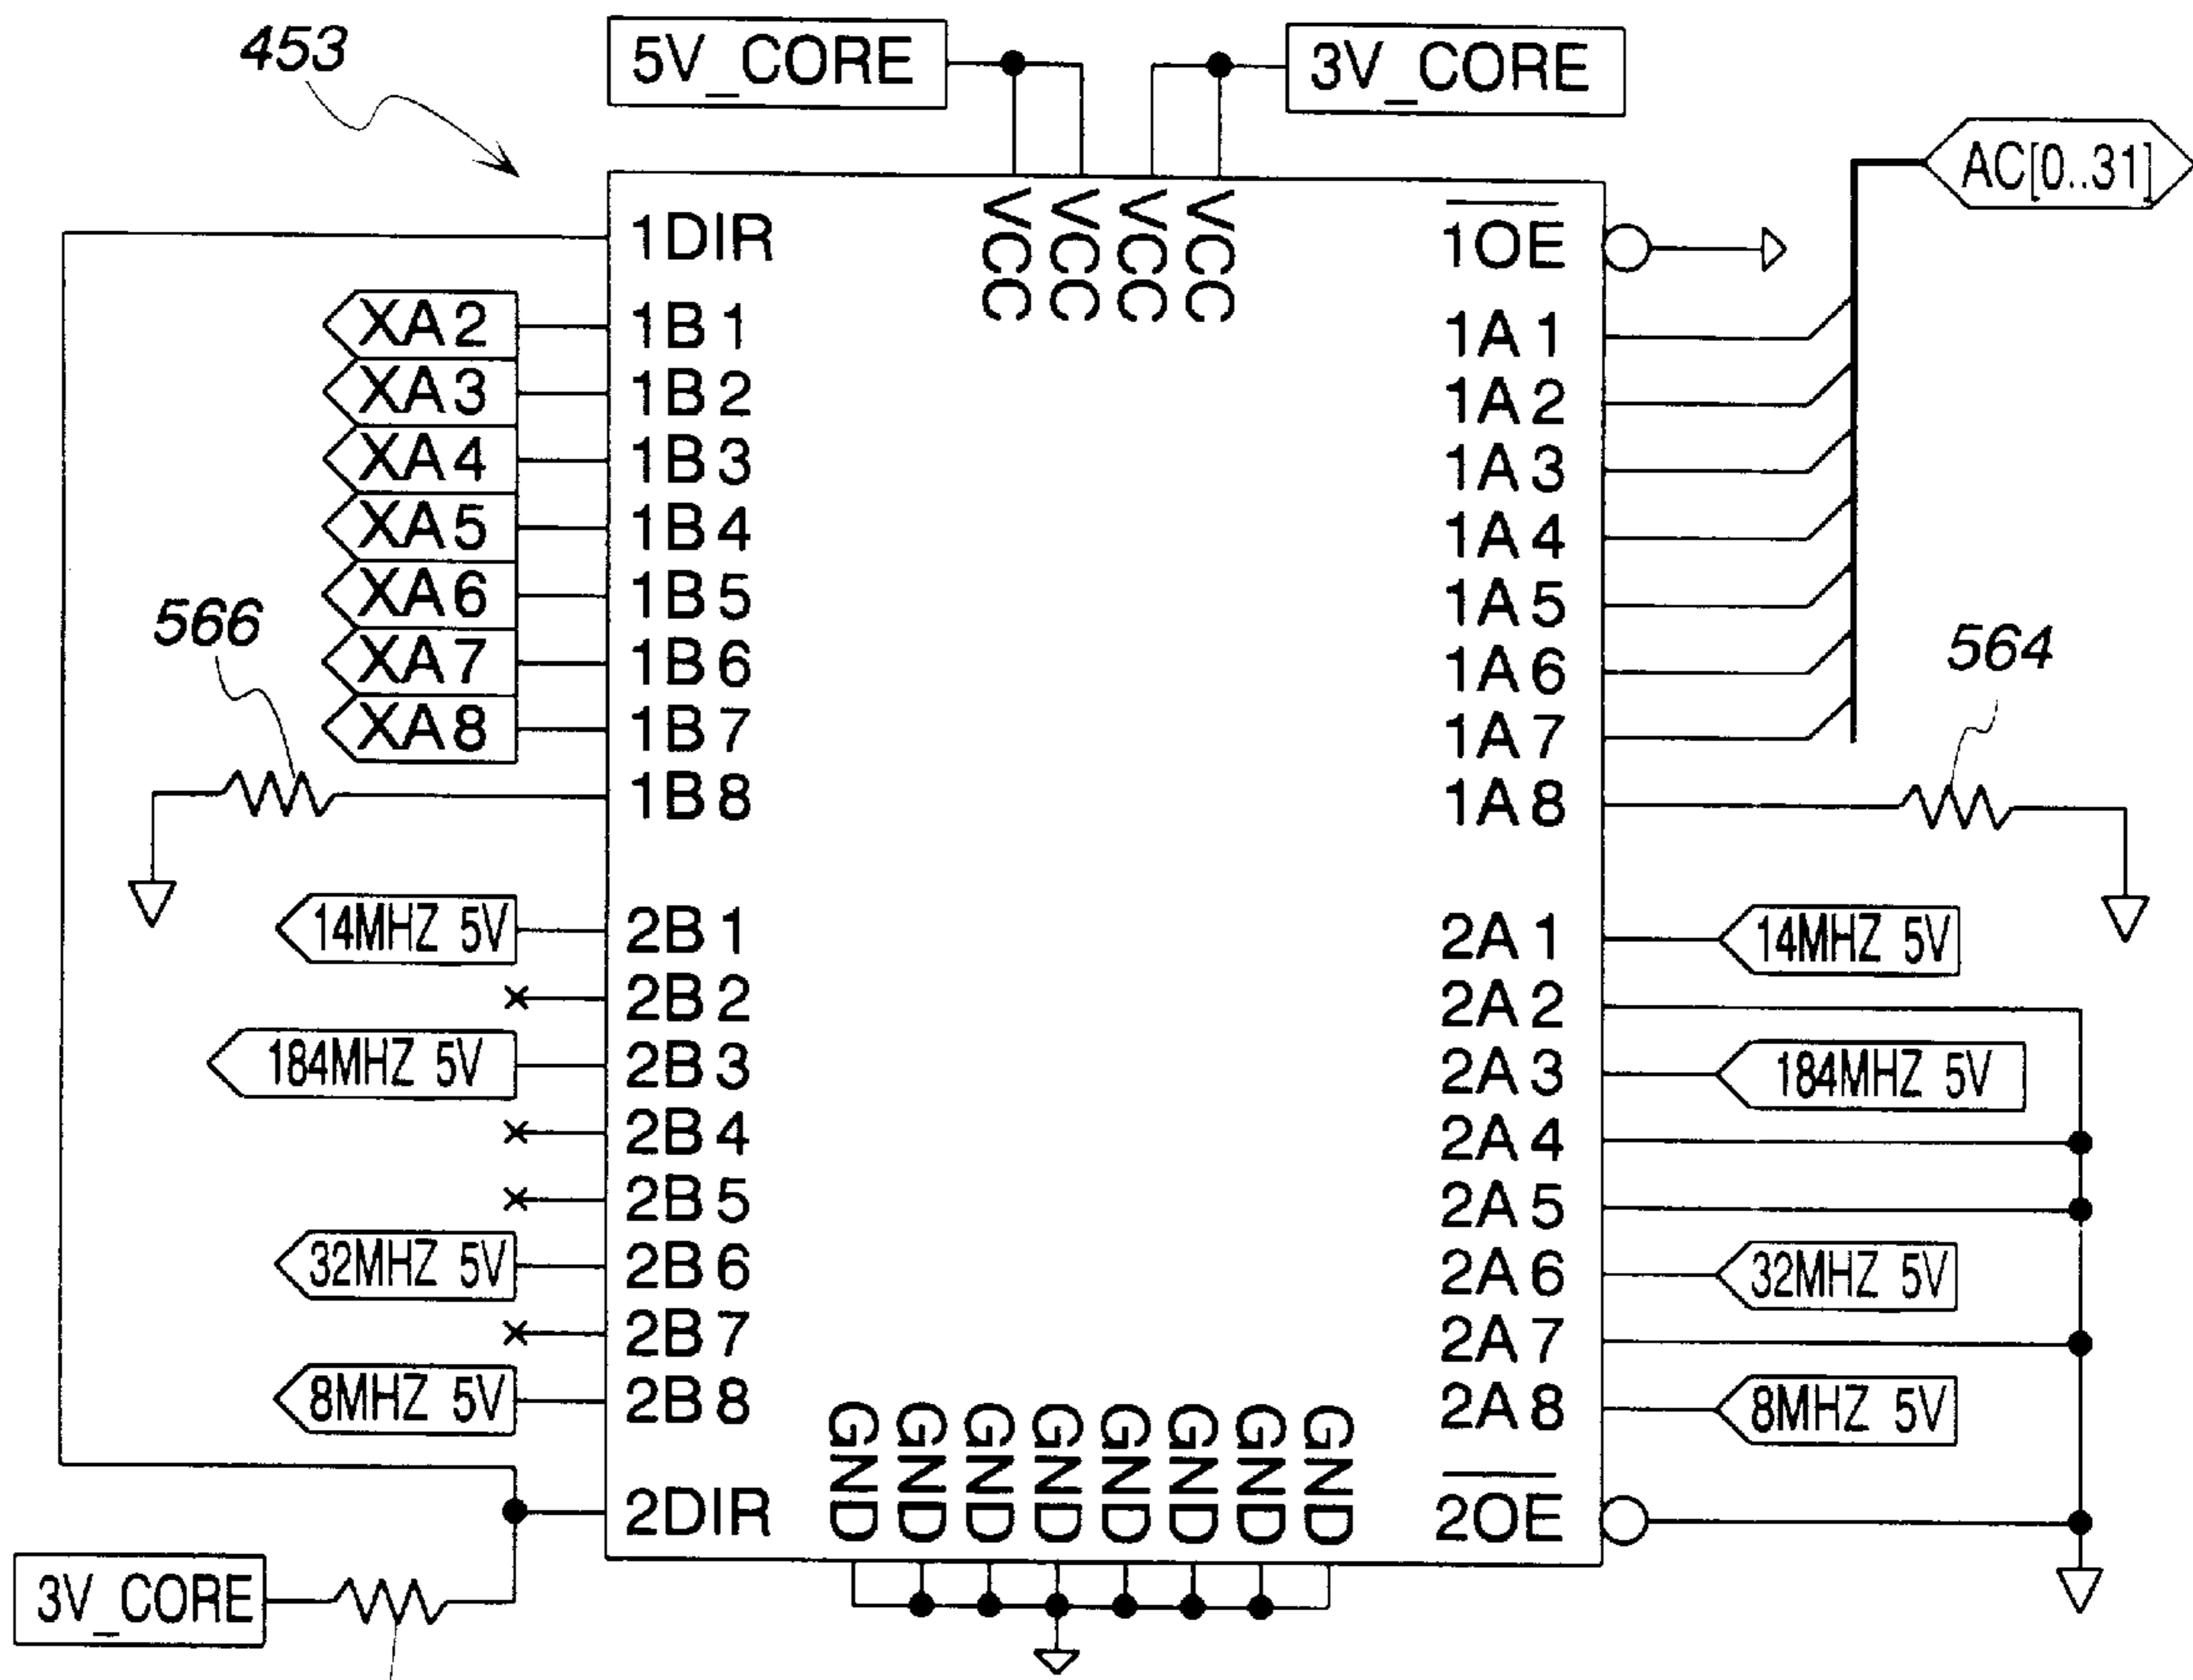 453
5V_CORE
3V_CORE
AC[0..31]
VCC VCC VCC VCC
1DIR
1OE
XA2 1B1
1A1
XA3 1B2
1A2
XA4 1B3
1A3
XA5 1B4
1A4
XA6 1B5
1A5
566
564
XA7 1B6
1A6
XA8 1B7
1A7
1B8
1A8
14MHZ 5V 2B1
2A1 14MHZ 5V
2B2
2A2
184MHZ 5V 2B3
2A3 184MHZ 5V
2B4
2A4
2B5
2A5
32MHZ 5V 2B6
2A6 32MHZ 5V
2B7
2A7
8MHZ 5V 2B8
2A8 8MHZ 5V
GND GND GND GND GND GND GND GND
2DIR
2OE
3V_CORE